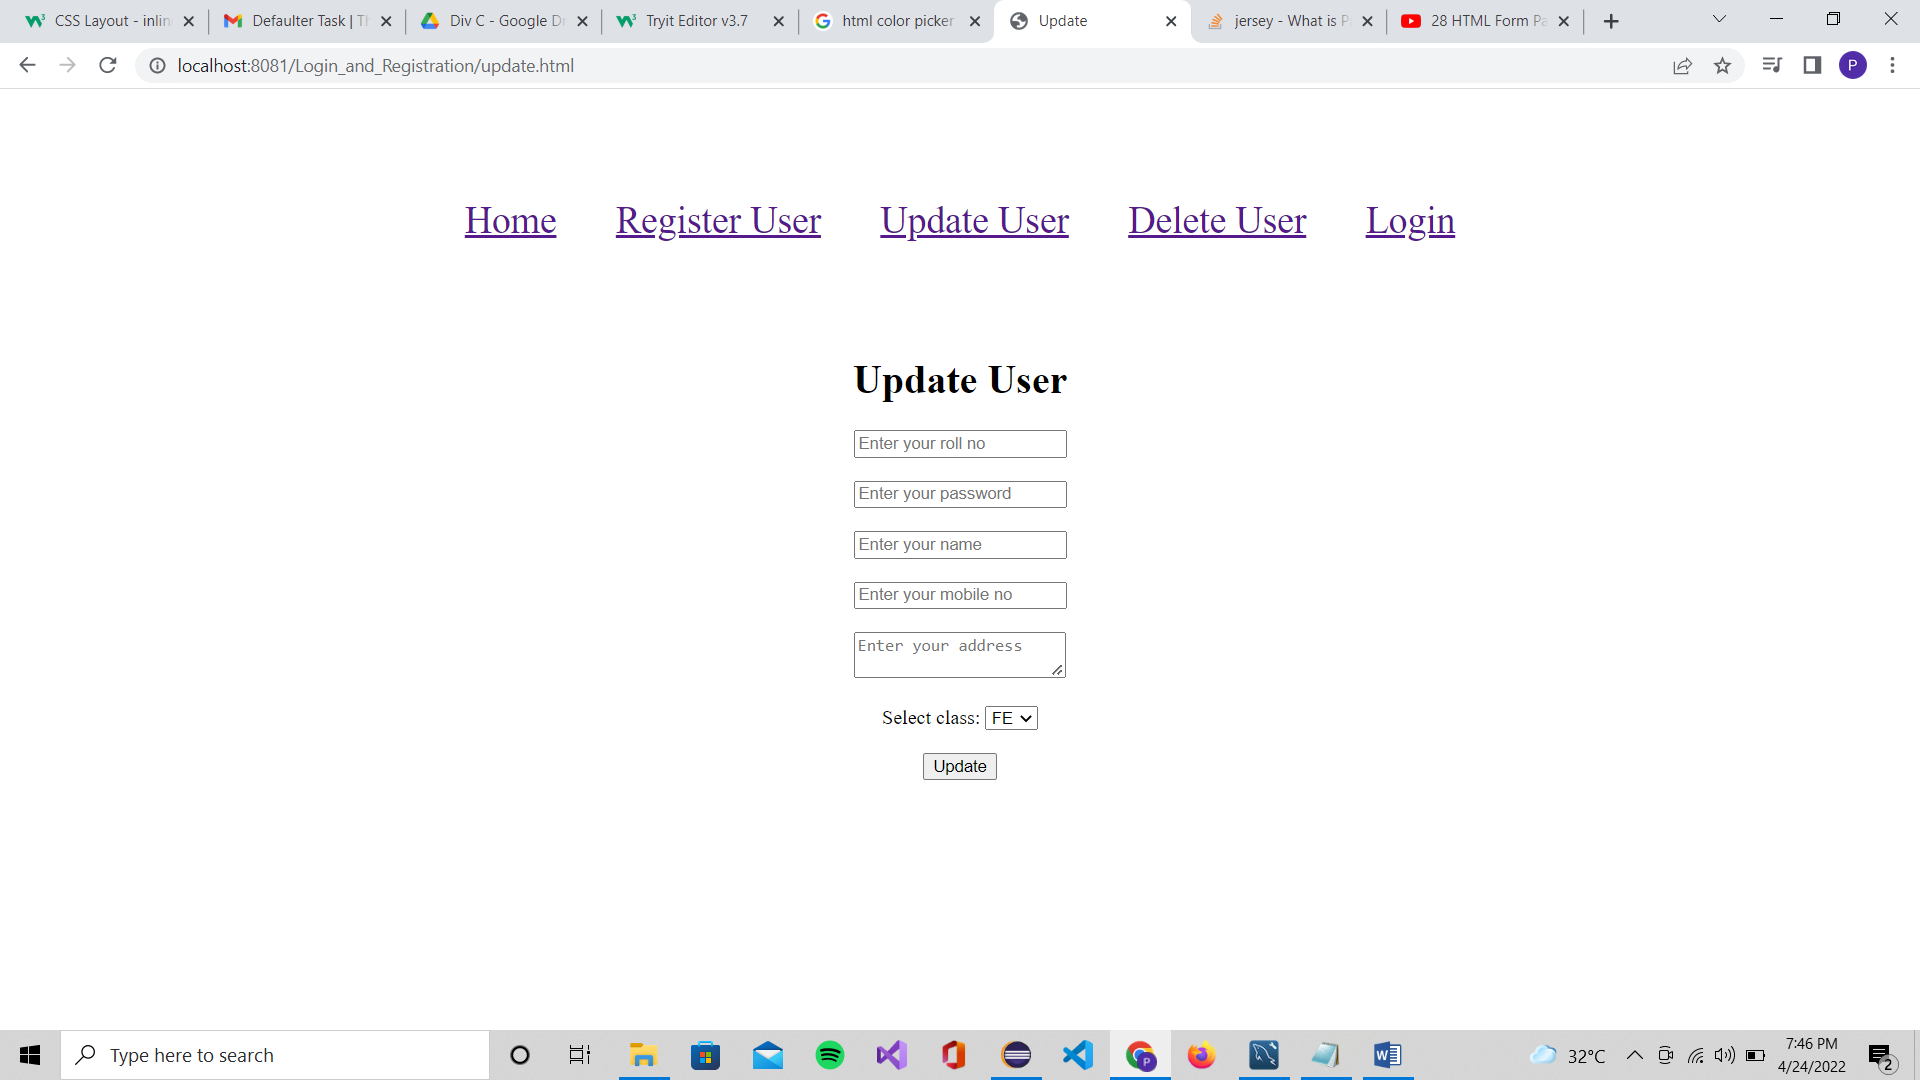 CSS Layout - inlin
Defaulter Task | Th
Div C - Google Dr
Tryit Editor v3.7
html color picker
Update
jersey - What is P
28 HTML Form Pa
localhost:8081/Login_and_Registration/update.html
P
Home Register User Update User Delete User Login
Update User
Enter your roll no
Enter your password
Enter your name
Enter your mobile no
Enter your address
Select class: FE
Update
Type here to search
32°C
7:46 PM
4/24/2022
2